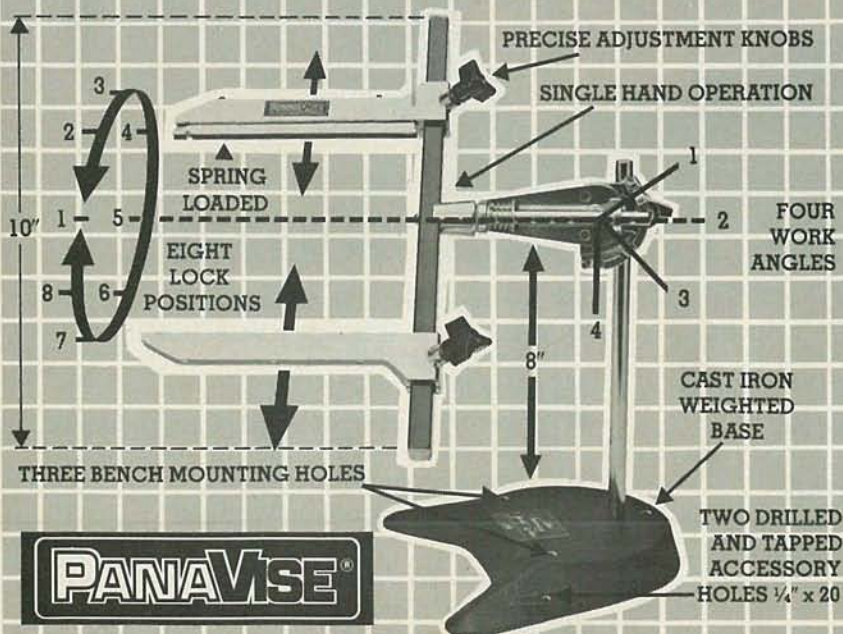 PRECISE ADJUSTMENT KNOBS
SINGLE HAND OPERATION
3
2
4
SPRING
LOADED
1
5
10"
EIGHT
LOCK
POSITIONS
8
6
7
1
2
FOUR
WORK
ANGLES
3
4
8"
CAST IRON
WEIGHTED
BASE
THREE BENCH MOUNTING HOLES
TWO DRILLED
AND TAPPED
ACCESSORY
HOLES ¼" x 20
PANAVISE®